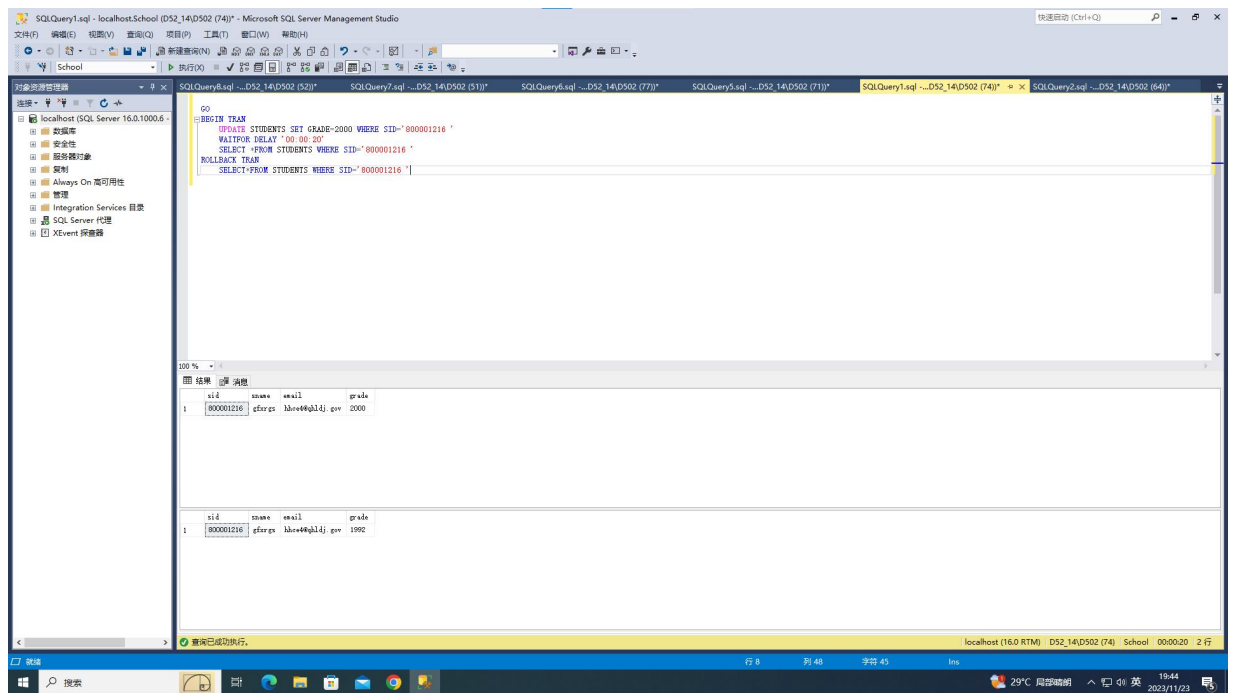 SQLQuery1.sql - localhost.School (D52_14\D502 (74))* - Microsoft SQL Server Management Studio
快速启动 (Ctrl+Q)
文件(F) 编辑(E) 视图(V) 查询(Q) 项目(P) 工具(T) 窗口(W) 帮助(H)
新建查询(N)
School 执行(X)
对象资源管理器
SQLQuery8.sql -...D52_14\D502 (52))* SQLQuery7.sql -...D52_14\D502 (51))* SQLQuery6.sql -...D52_14\D502 (77))* SQLQuery5.sql -...D52_14\D502 (71))* SQLQuery1.sql -...D52_14\D502 (74))* SQLQuery2.sql -...D52_14\D502 (64))*
连接
localhost (SQL Server 16.0.1000.6 -
数据库
安全性
服务器对象
复制
Always On 高可用性
管理
Integration Services 目录
SQL Server 代理
XEvent 探查器
GO
BEGIN TRAN
UPDATE STUDENTS SET GRADE=2000 WHERE SID='800001216 '
WAITFOR DELAY '00:00:20'
SELECT *FROM STUDENTS WHERE SID='800001216 '
ROLLBACK TRAN
SELECT*FROM STUDENTS WHERE SID='800001216 '
100 %
结果 消息
sid sname email grade
1 800001216 gfxrgs 2000
sid sname email grade
1 800001216 gfxrgs 1992
查询已成功执行。
localhost (16.0 RTM) D52_14\D502 (74) School 00:00:20 2 行
就绪 行 8 列 48 字符 45 Ins
搜索
29°C 局部晴朗 英 19:44
2023/11/23